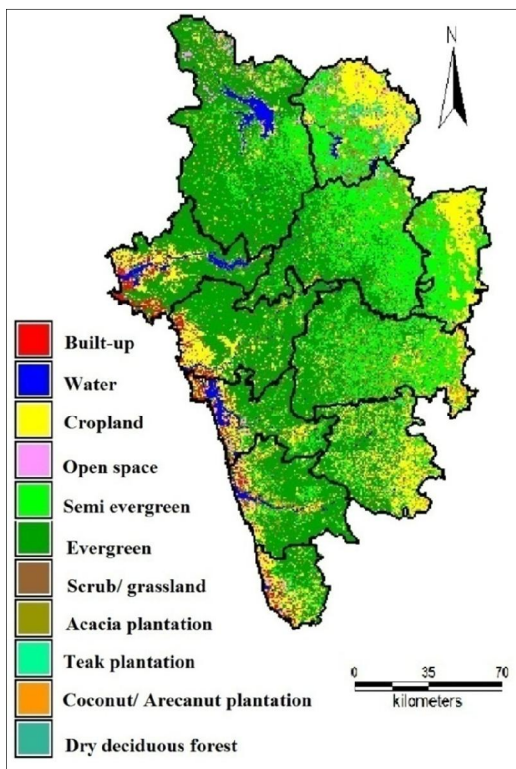 N
Built-up
Water
Cropland
Open space
Semi evergreen
Evergreen
Scrub/ grassland
Acacia plantation
Teak plantation
Coconut/ Arecanut plantation
Dry deciduous forest
0 35 70
kilometers